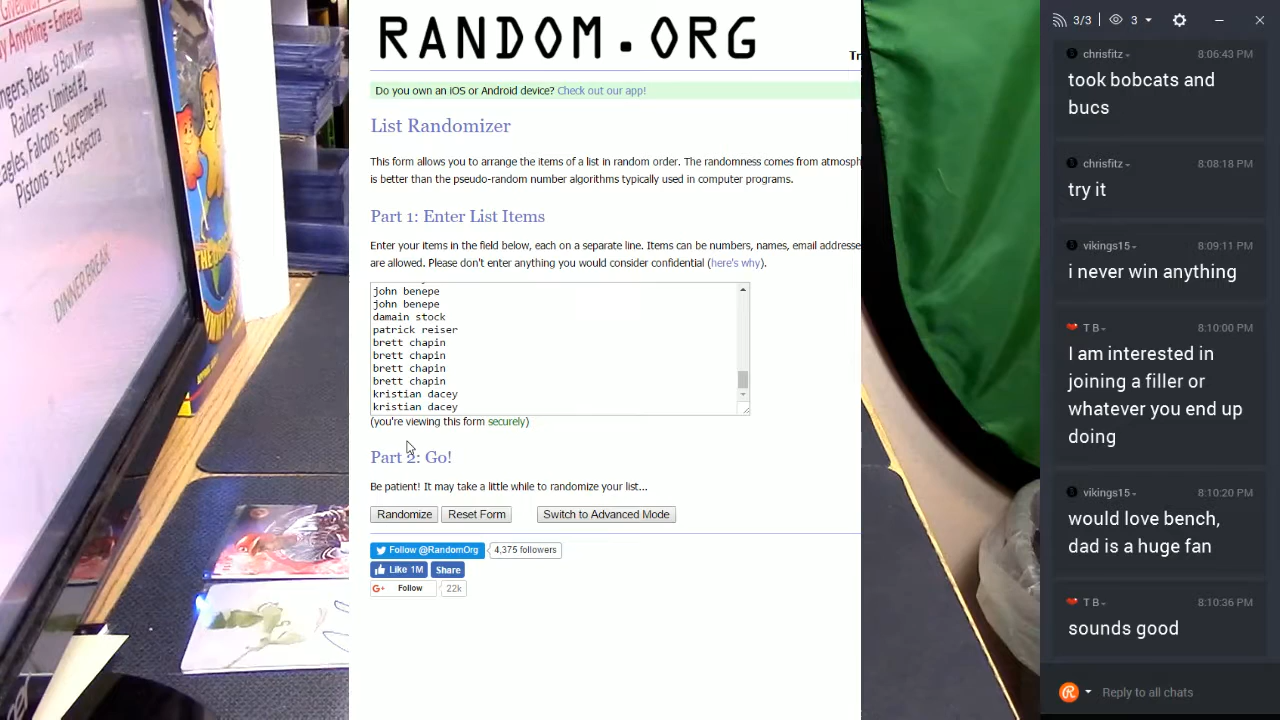 Anything = Entered
Reds - 9 Box Mixer
Raiders - Limited #2
Eagles, Falcons - Supreme #41
Pistons - 13-14 Spectra
DINNER BREAK
RANDOM.ORG
Do you own an iOS or Android device? Check out our app!
List Randomizer
This form allows you to arrange the items of a list in random order. The randomness comes from
is better than the pseudo-random number algorithms typically used in computer programs.
Part 1: Enter List Items
Enter your items in the field below, each on a separate line. Items can be numbers, names, email
are allowed. Please don't enter anything you would consider confidential (here's why).
john benepe
john benepe
damain stock
patrick reiser
brett chapin
brett chapin
brett chapin
brett chapin
kristian dacey
kristian dacey
(you're viewing this form securely)
Part 2: Go!
Be patient! It may take a little while to randomize your list...
Randomize Reset Form Switch to Advanced Mode
Follow @RandomOrg 4,375 followers
Like 1M Share
G+ Follow 22k
3/3 3
chrisfitz 8:06:43 PM
took bobcats and
bucs
chrisfitz 8:08:18 PM
try it
vikings15 8:09:11 PM
i never win anything
T B 8:10:00 PM
I am interested in
joining a filler or
whatever you end up
doing
vikings15 8:10:20 PM
would love bench,
dad is a huge fan
T B 8:10:36 PM
sounds good
Reply to all chats